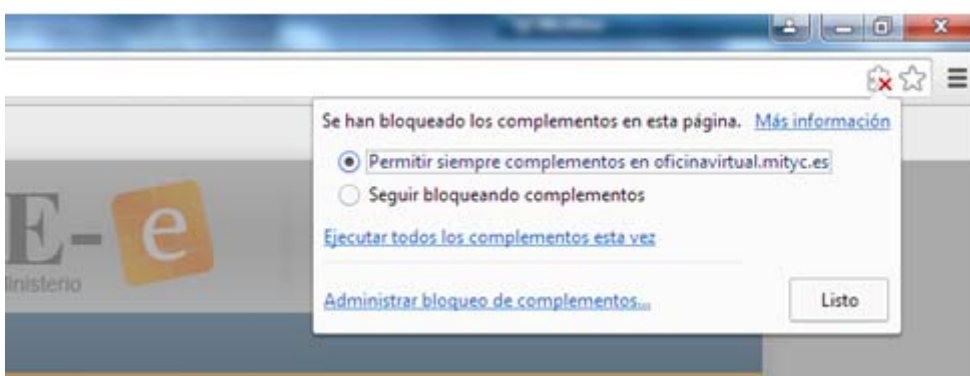 Se han bloqueado los complementos en esta página. Más información
Permitir siempre complementos en oficinavirtual.mityc.es
Seguir bloqueando complementos
Ejecutar todos los complementos esta vez
Administrar bloqueo de complementos... Listo
E-e
inisterio